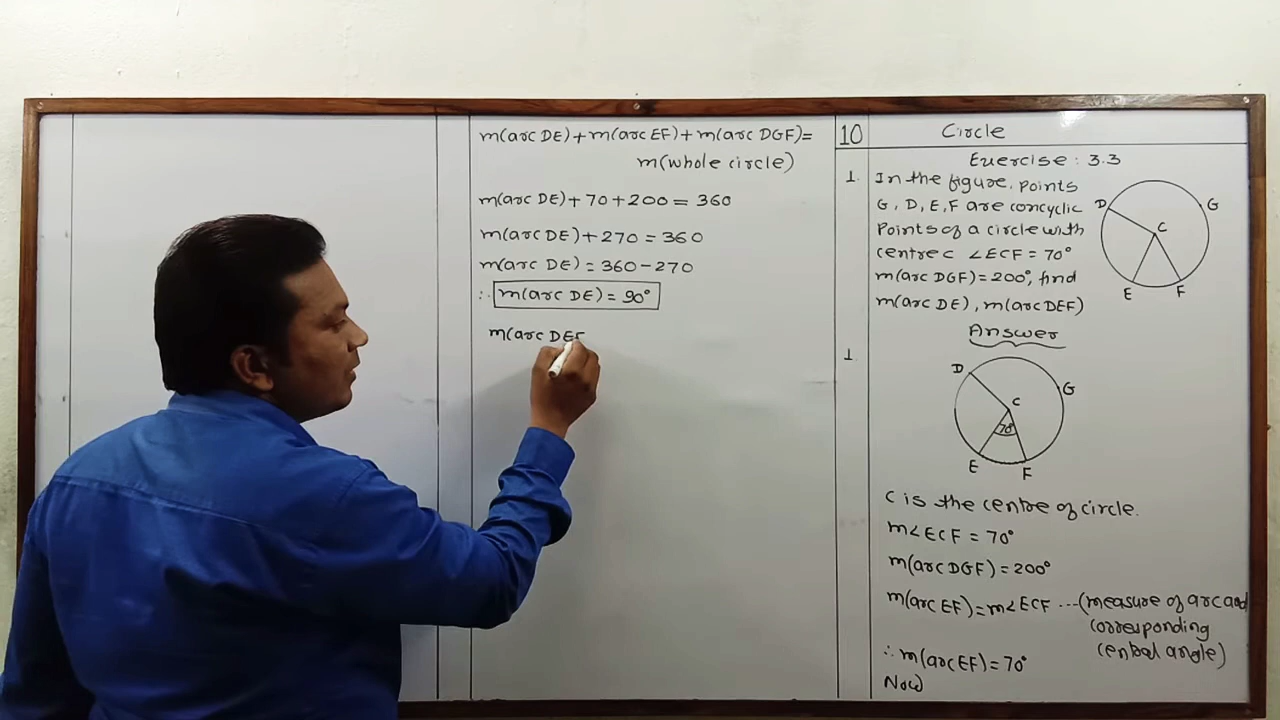 10 Circle
Exercise : 3.3
1. In the figure, points
G, D, E, F are concyclic
Points of a circle with
centre C ∠ECF = 70°
m(arc DGF) = 200°, find
m(arc DE), m(arc DEF)
D
G
C
E
F
Answer
1.
D
G
C
70°
E
F
C is the centre of circle.
m∠ECF = 70°
m(arc DGF) = 200°
m(arc EF) = m∠ECF ---(measure of arc and
corresponding
central angle)
∴ m(arc EF) = 70°
Now
m(arc DE) + m(arc EF) + m(arc DGF) =
m(whole circle)
m(arc DE) + 70 + 200 = 360
m(arc DE) + 270 = 360
m(arc DE) = 360 - 270
∴ m(arc DE) = 90°
m(arc DEF